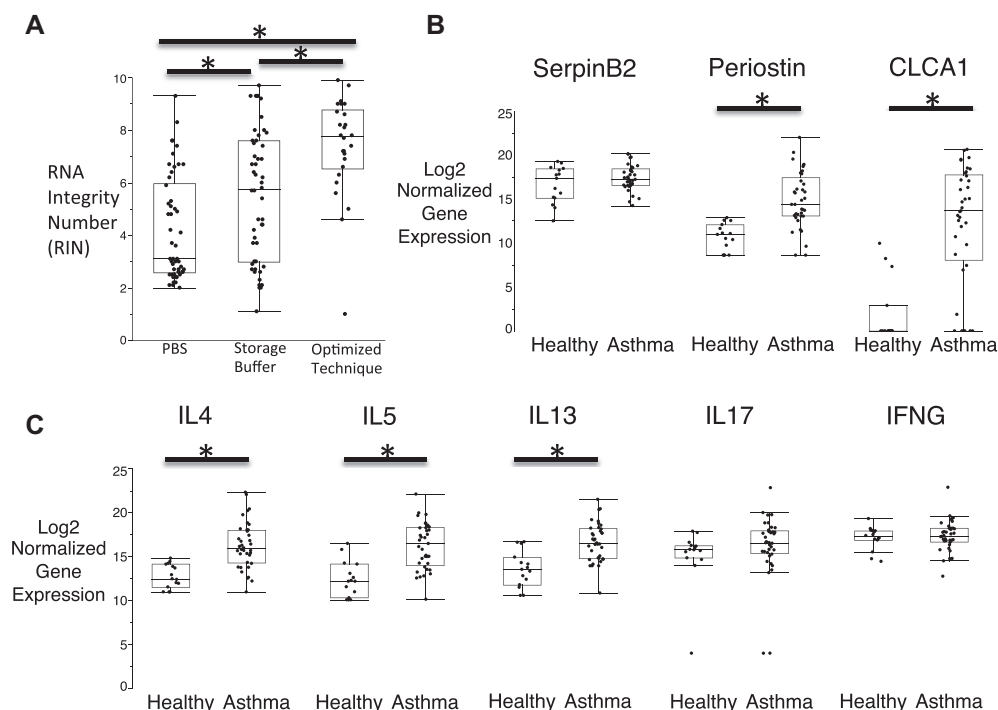 A
*
*
*
10
8
6
4
2
0
RNA
Integrity
Number
(RIN)
PBS
Storage
Buffer
Optimized
Technique
B
SerpinB2
Periostin
CLCA1
*
*
25
20
15
10
5
0
Log2
Normalized
Gene
Expression
Healthy Asthma
Healthy Asthma
Healthy Asthma
C
IL4
IL5
IL13
IL17
IFNG
*
*
*
25
20
15
10
5
0
Log2
Normalized
Gene
Expression
Healthy Asthma
Healthy Asthma
Healthy Asthma
Healthy Asthma
Healthy Asthma